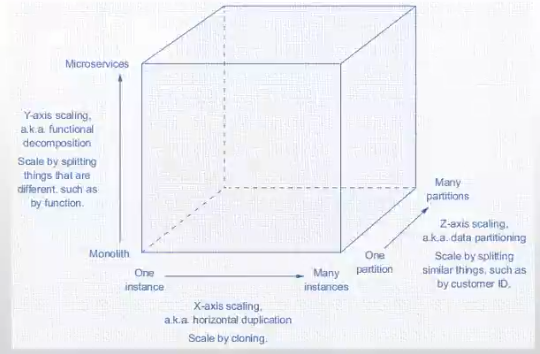 Microservices
Y-axis scaling,
a.k.a. functional
decomposition
Scale by splitting
things that are
different, such as
by function.
Monolith
One
instance
Many
instances
X-axis scaling,
a.k.a. horizontal duplication
Scale by cloning.
One
partition
Many
partitions
Z-axis scaling,
a.k.a. data partitioning
Scale by splitting
similar things, such as
by customer ID.